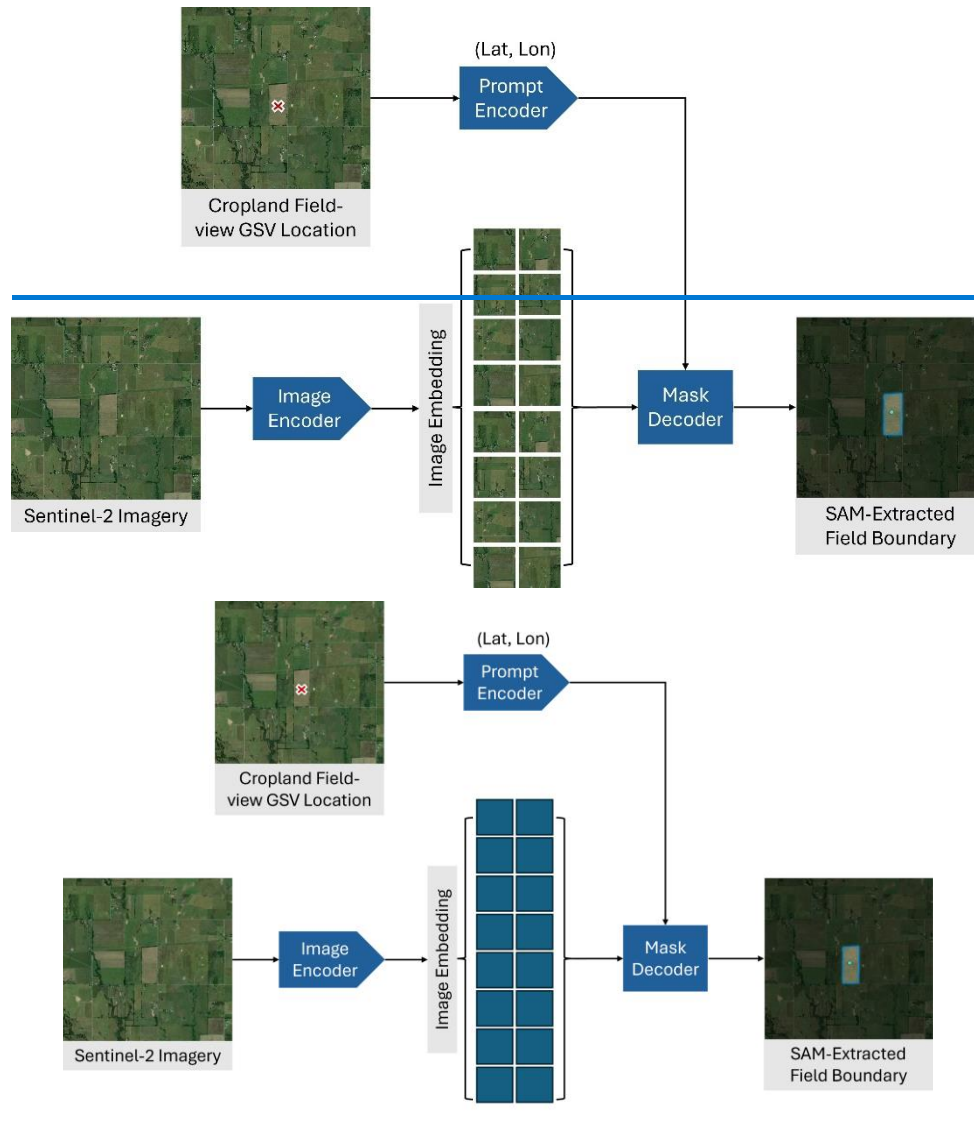 (Lat, Lon)
Prompt
Encoder
Cropland Field-
view GSV Location
Image Embedding
Image
Encoder
Mask
Decoder
Sentinel-2 Imagery
SAM-Extracted
Field Boundary
(Lat, Lon)
Prompt
Encoder
Cropland Field-
view GSV Location
Image Embedding
Image
Encoder
Mask
Decoder
Sentinel-2 Imagery
SAM-Extracted
Field Boundary